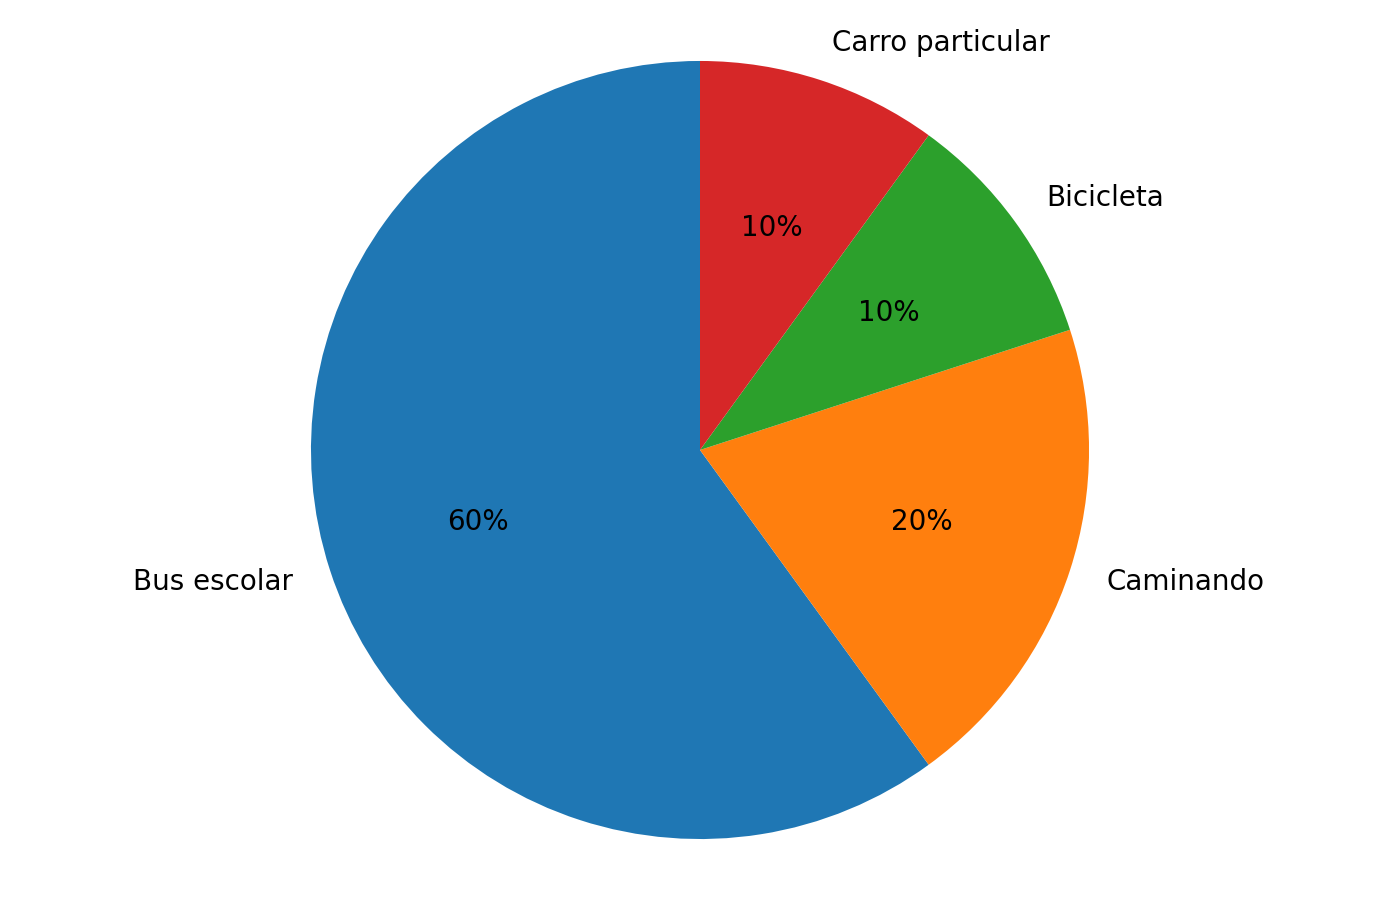 Carro particular
Bicicleta
10%
10%
60%
20%
Bus escolar
Caminando